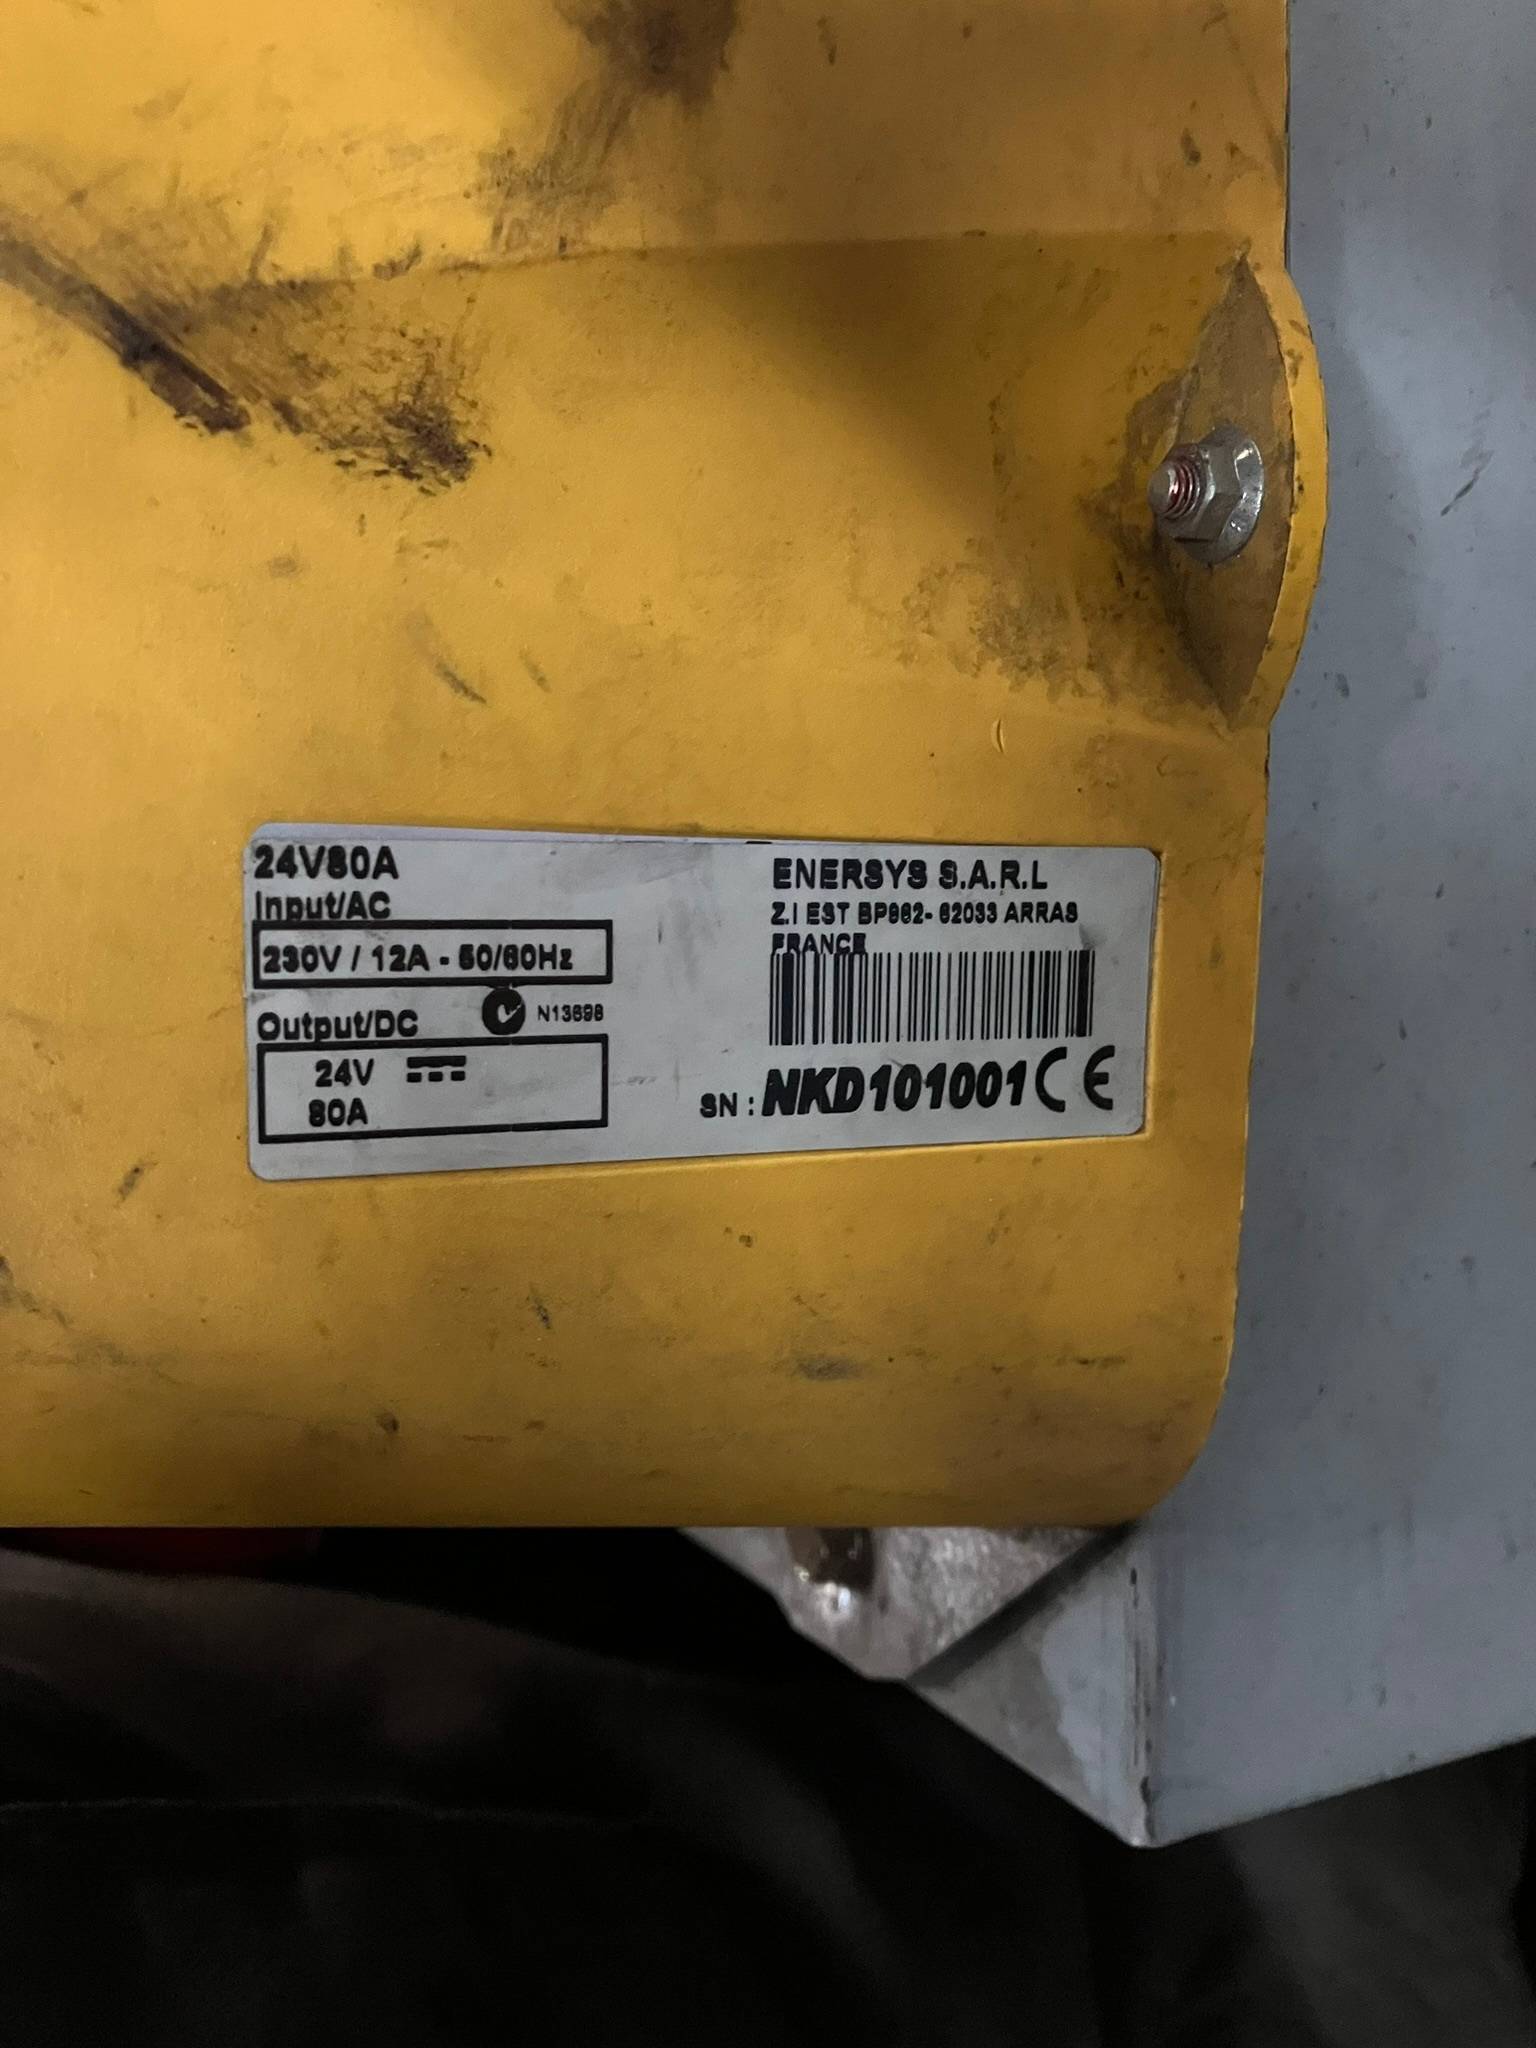 24V80A
Input/AC
230V / 12A - 50/60Hz
N13698
Output/DC
24V
80A
ENERSYS S.A.R.L
Z.I EST BP962- 62033 ARRAS
FRANCE
SN : NKD101001 CE